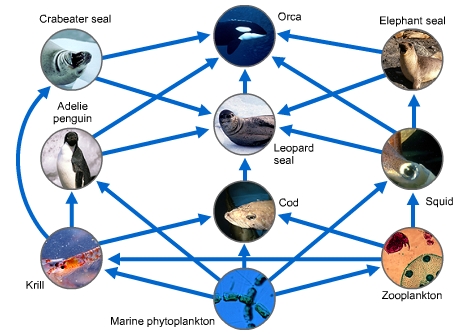 Crabeater seal
Orca
Elephant seal
Adelie
penguin
Leopard
seal
Cod
Squid
Krill
Zooplankton
Marine phytoplankton